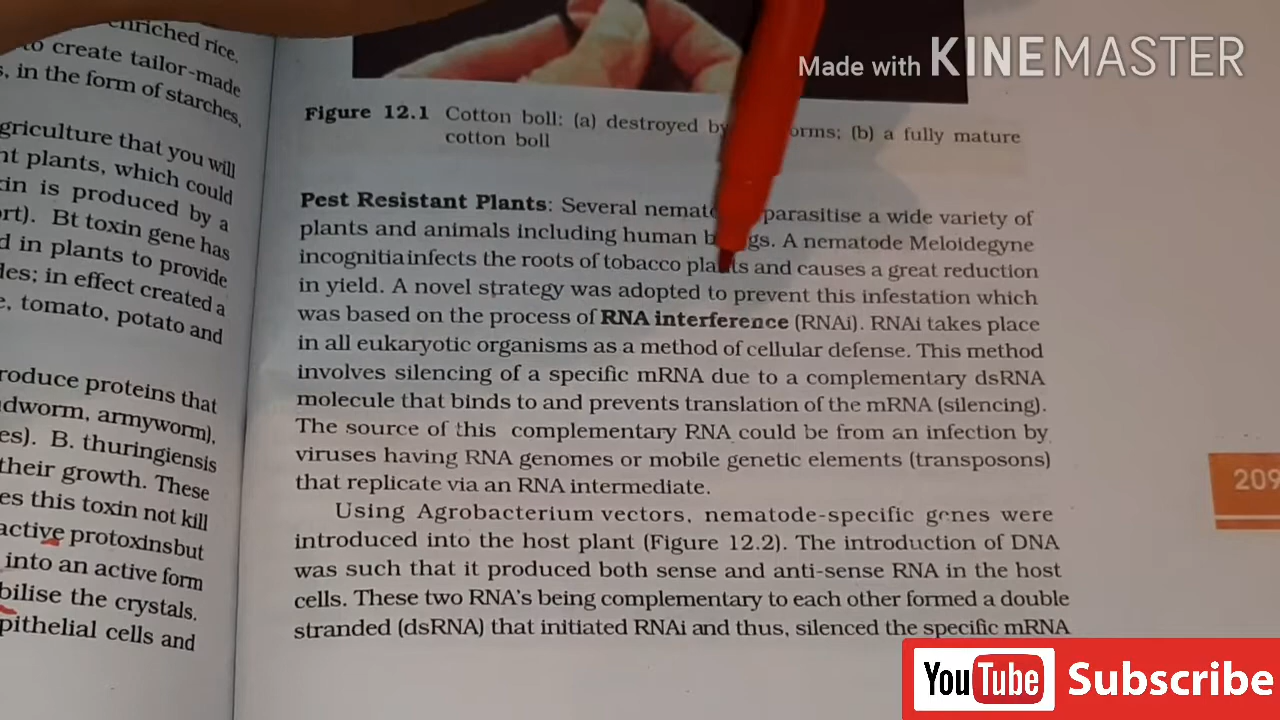 enriched rice,
to create tailor-made
s, in the form of starches,
griculture that you will
nt plants, which could
kin is produced by a
rt). Bt toxin gene has
d in plants to provide
des; in effect created a
e, tomato, potato and
roduce proteins that
dworm, armyworm),
es). B. thuringiensis
their growth. These
es this toxin not kill
active protoxinsbut
into an active form
bilise the crystals.
pithelial cells and
Made with KINEMASTER
Figure 12.1 Cotton boll: (a) destroyed by orms; (b) a fully mature
cotton boll
Pest Resistant Plants: Several nemato parasitise a wide variety of
plants and animals including human b gs. A nematode Meloidegyne
incognitia infects the roots of tobacco plants and causes a great reduction
in yield. A novel strategy was adopted to prevent this infestation which
was based on the process of RNA interference (RNAi). RNAi takes place
in all eukaryotic organisms as a method of cellular defense. This method
involves silencing of a specific mRNA due to a complementary dsRNA
molecule that binds to and prevents translation of the mRNA (silencing).
The source of this complementary RNA could be from an infection by
viruses having RNA genomes or mobile genetic elements (transposons)
that replicate via an RNA intermediate.
Using Agrobacterium vectors, nematode-specific genes were
introduced into the host plant (Figure 12.2). The introduction of DNA
was such that it produced both sense and anti-sense RNA in the host
cells. These two RNA's being complementary to each other formed a double
stranded (dsRNA) that initiated RNAi and thus, silenced the specific mRNA
209
YouTube Subscribe